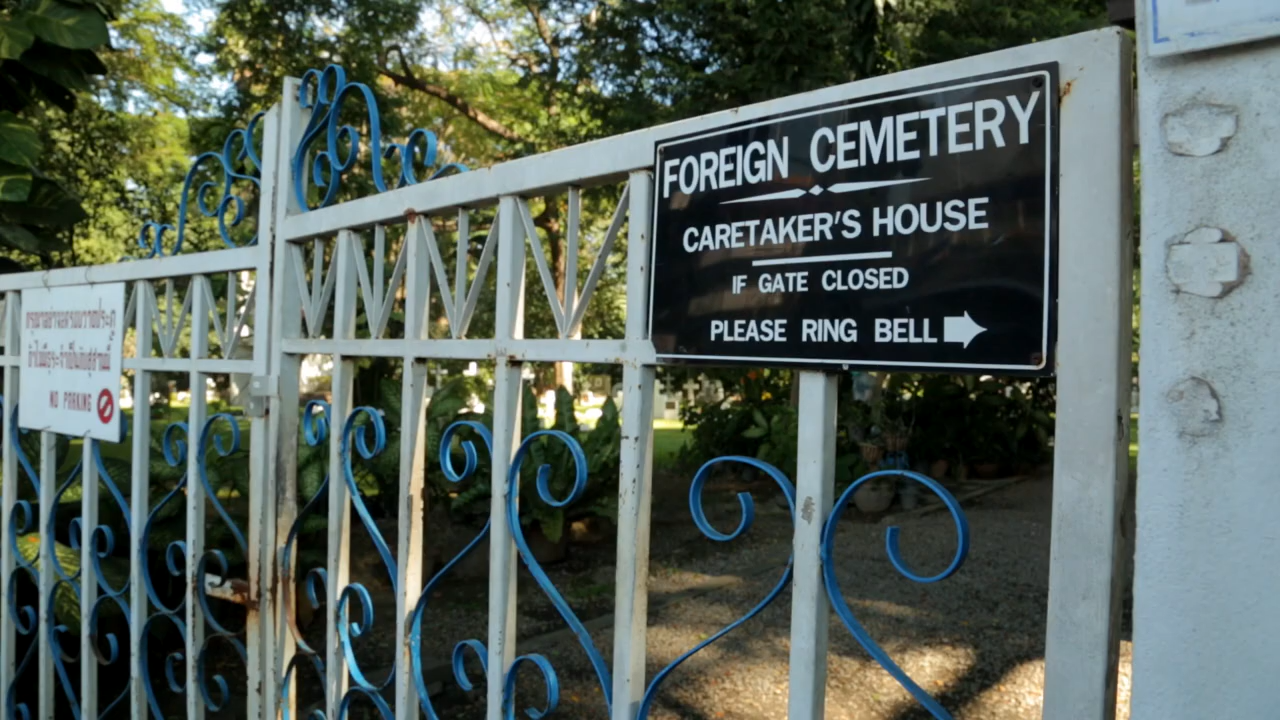 FOREIGN CEMETERY
CARETAKER'S HOUSE
IF GATE CLOSED
PLEASE RING BELL
NO PARKING